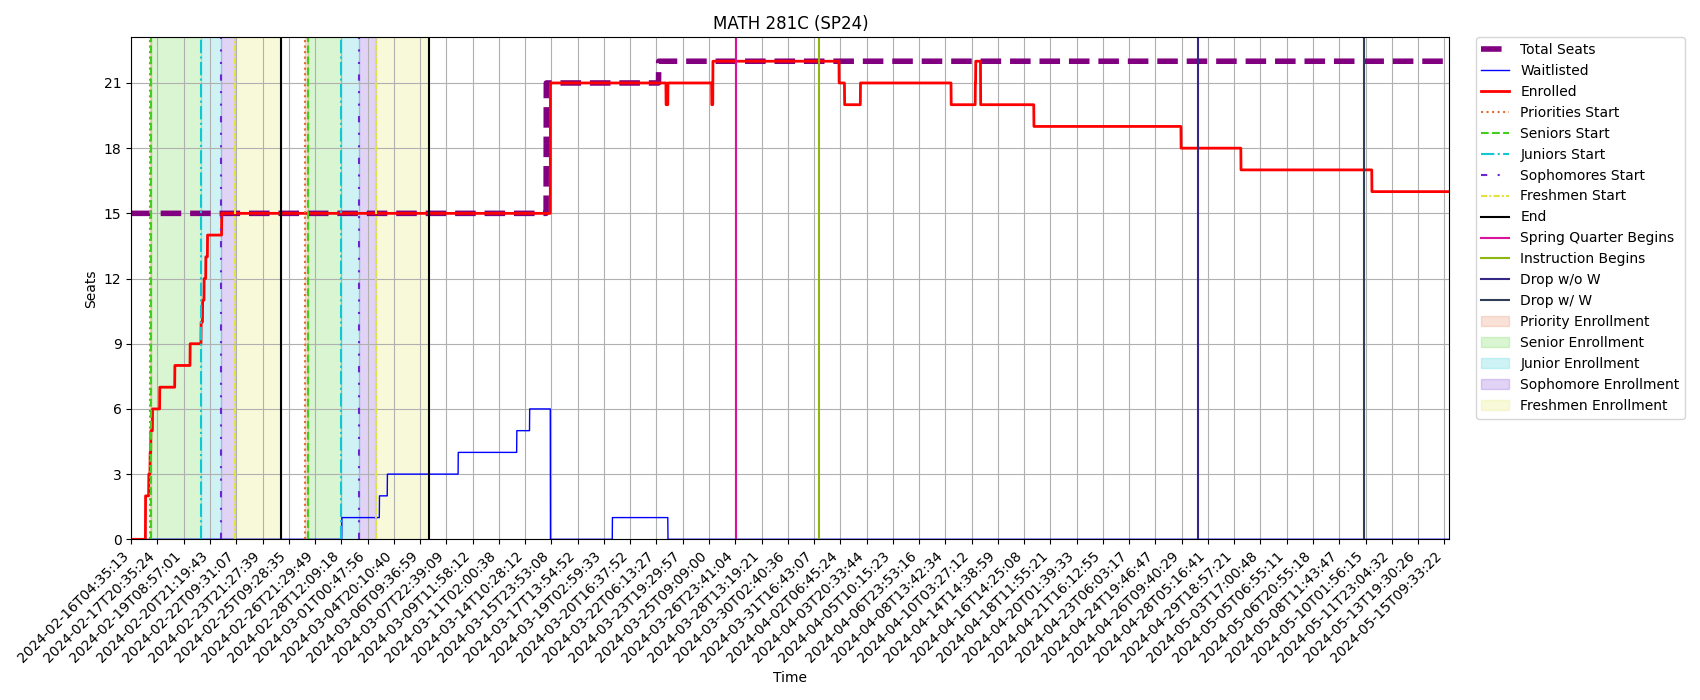 MATH 281C (SP24)
Seats
21
18
15
12
9
6
3
0
2024-02-16T04:35:13
2024-02-17T20:35:24
2024-02-19T08:57:01
2024-02-20T21:19:43
2024-02-22T09:31:07
2024-02-23T21:27:39
2024-02-25T09:28:35
2024-02-26T21:29:49
2024-02-28T12:09:18
2024-03-01T00:47:56
2024-03-04T20:10:40
2024-03-06T09:36:59
2024-03-07T22:39:09
2024-03-09T11:58:12
2024-03-14T02:00:38
2024-03-14T10:28:12
2024-03-15T23:53:08
2024-03-17T13:54:52
2024-03-19T02:59:33
2024-03-20T16:37:52
2024-03-22T06:13:27
2024-03-23T19:29:57
2024-03-25T09:09:00
2024-03-26T23:41:04
2024-03-28T13:19:21
2024-03-30T02:40:36
2024-03-31T16:43:07
2024-04-02T06:45:24
2024-04-03T20:33:44
2024-04-05T10:15:23
2024-04-06T23:53:16
2024-04-08T13:42:34
2024-04-10T03:27:12
2024-04-14T14:38:59
2024-04-16T14:25:08
2024-04-18T11:55:21
2024-04-20T01:39:33
2024-04-21T16:12:55
2024-04-23T06:03:17
2024-04-24T19:46:47
2024-04-26T09:40:29
2024-04-28T05:16:41
2024-04-29T18:57:21
2024-05-03T17:00:48
2024-05-05T06:55:11
2024-05-06T20:55:18
2024-05-08T11:43:47
2024-05-10T01:56:15
2024-05-11T23:04:32
2024-05-13T19:30:26
2024-05-15T09:33:22
Time
Total Seats
Waitlisted
Enrolled
Priorities Start
Seniors Start
Juniors Start
Sophomores Start
Freshmen Start
End
Spring Quarter Begins
Instruction Begins
Drop w/o W
Drop w/ W
Priority Enrollment
Senior Enrollment
Junior Enrollment
Sophomore Enrollment
Freshmen Enrollment